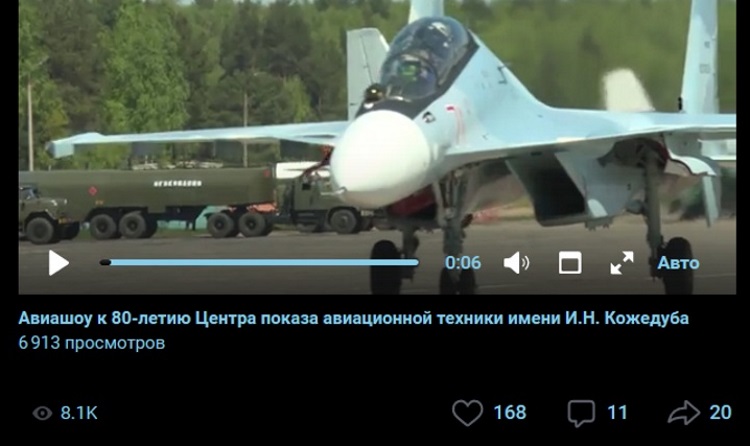 ОГНЕОПАСНО
0:06
Авто
Авиашоу к 80-летию Центра показа авиационной техники имени И.Н. Кожедуба
6 913 просмотров
8.1K
168
11
20